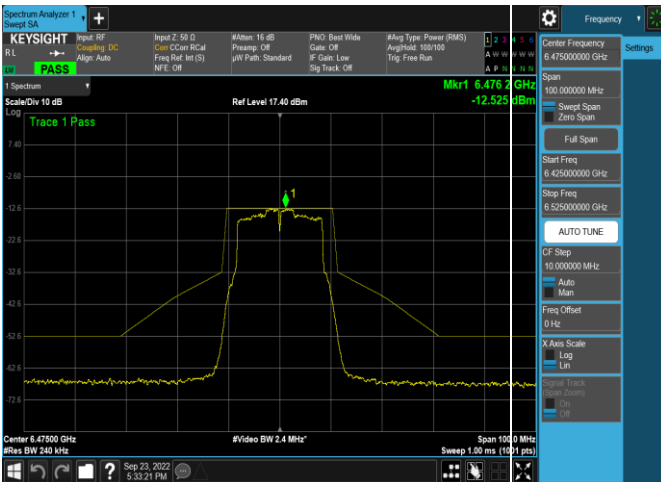 Spectrum Analyzer 1
Swept SA
Frequency
KEYSIGHT
R L
LW
PASS
Input: RF
Coupling: DC
Align: Auto
Input Z: 50 Ω
Corr CCorr RCal
Freq Ref: Int (S)
NFE: Off
#Atten: 16 dB
Preamp: Off
µW Path: Standard
PNO: Best Wide
Gate: Off
IF Gain: Low
Sig Track: Off
#Avg Type: Power (RMS)
Avg|Hold: 100/100
Trig: Free Run
1 2 3 4 5 6
A W W W W W
A P N N N N
1 Spectrum
Scale/Div 10 dB
Log
Ref Level 17.40 dBm
Mkr1 6.476 2 GHz
-12.525 dBm
Trace 1 Pass
1
7.40
-2.60
-12.6
-22.6
-32.6
-42.6
-52.6
-62.6
-72.6
Center 6.47500 GHz
#Res BW 240 kHz
#Video BW 2.4 MHz*
Span 100.0 MHz
Sweep 1.00 ms (1001 pts)
Sep 23, 2022
5:33:21 PM
Center Frequency
6.475000000 GHz
Settings
Span
100.000000 MHz
Swept Span
Zero Span
Full Span
Start Freq
6.425000000 GHz
Stop Freq
6.525000000 GHz
AUTO TUNE
CF Step
10.000000 MHz
Auto
Man
Freq Offset
0 Hz
X Axis Scale
Log
Lin
Signal Track
(Span Zoom)
On
Off